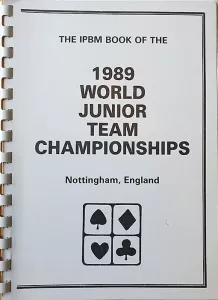 THE IPBM BOOK OF THE
1989
WORLD
JUNIOR
TEAM
CHAMPIONSHIPS
Nottingham, England